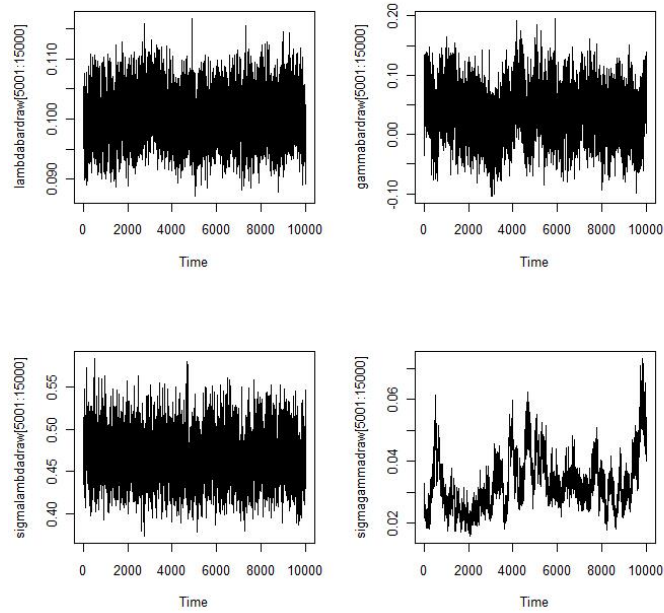 lambdabardraw[5001:15000]
0.090 0.100 0.110
0 2000 4000 6000 8000 10000
Time
gammabardraw[5001:15000]
-0.10 0.00 0.10 0.20
0 2000 4000 6000 8000 10000
Time
sigmalambdadraw[5001:15000]
0.40 0.45 0.50 0.55
0 2000 4000 6000 8000 10000
Time
sigmagammadraw[5001:15000]
0.02 0.04 0.06
0 2000 4000 6000 8000 10000
Time